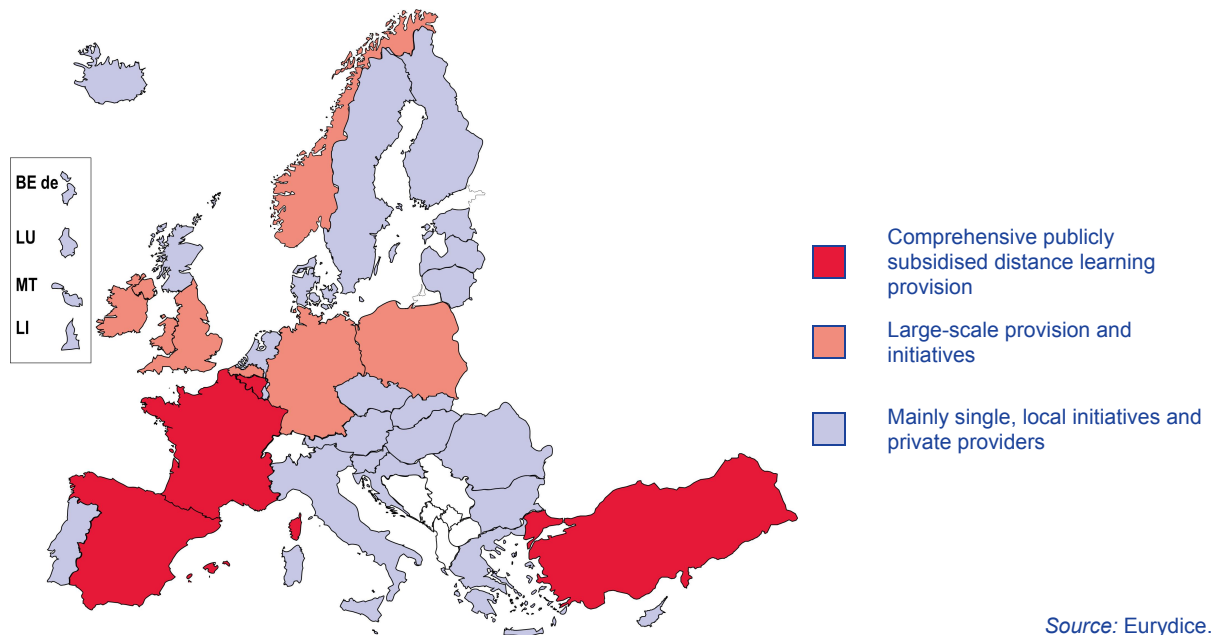 BE de
LU
MT
LI
Comprehensive publicly
subsidised distance learning
provision
Large-scale provision and
initiatives
Mainly single, local initiatives and
private providers
Source: Eurydice.